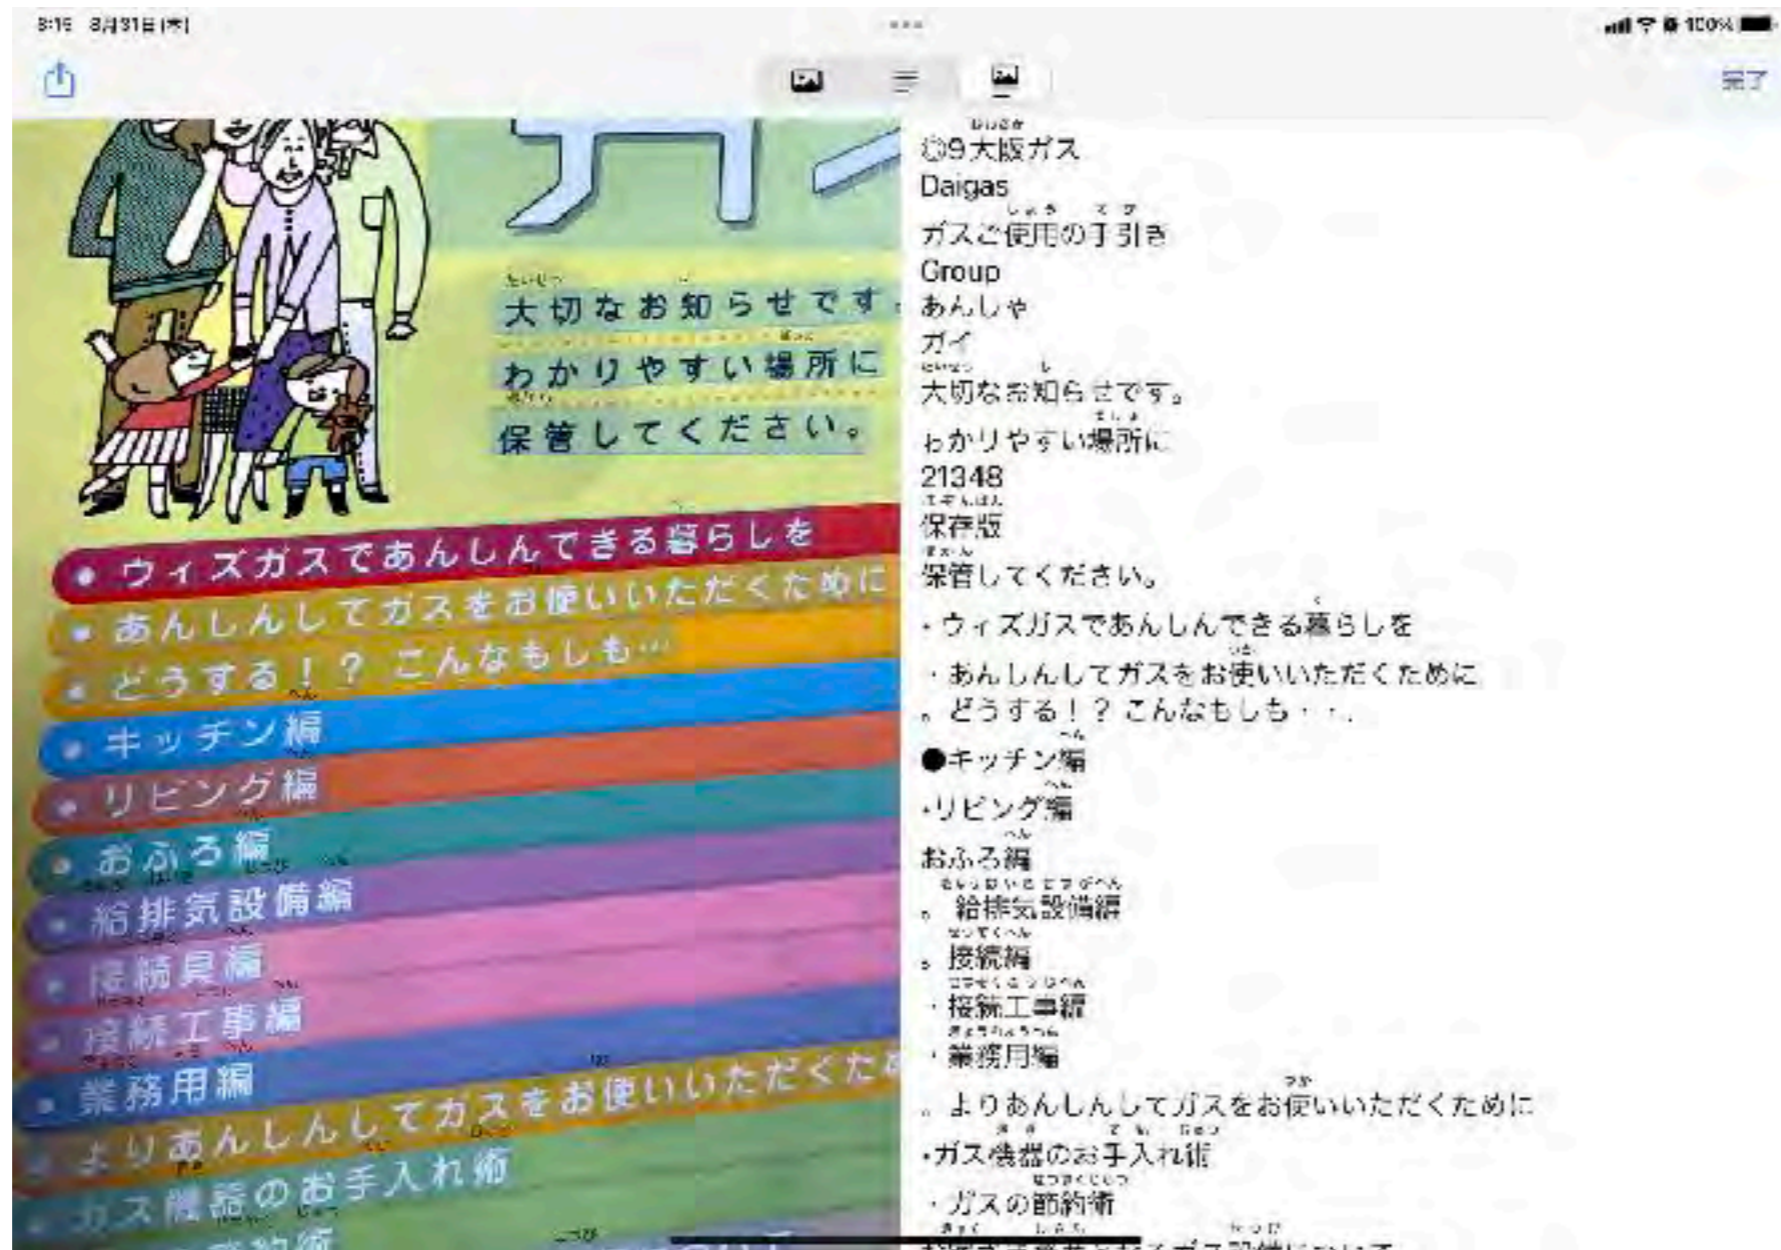 8:15 8月31日(木)
100%
完了
大切なお知らせです。
わかりやすい場所に
保管してください。
• ウィズガスであんしんできる暮らしを
• あんしんしてガスをお使いいただくために
• どうする！？ こんなもしも…
• キッチン編
• リビング編
• おふろ編
• 給排気設備編
• 接続具編
• 接続工事編
• 業務用編
よりあんしんしてガスをお使いいただくため
ガス機器のお手入れ術
◎9大阪ガス
Daigas
ガスご使用の手引き
Group
あんしゃ
ガイ
大切なお知らせです。
わかりやすい場所に
21348
保存版
保管してください。
・ウィズガスであんしんできる暮らしを
・あんしんしてガスをお使いいただくために
。どうする！？ こんなもしも・・.
●キッチン編
•リビング編
おふろ編
。給排気設備編
。接続編
・接続工事編
・業務用編
。よりあんしんしてガスをお使いいただくために
•ガス機器のお手入れ術
・ガスの節約術